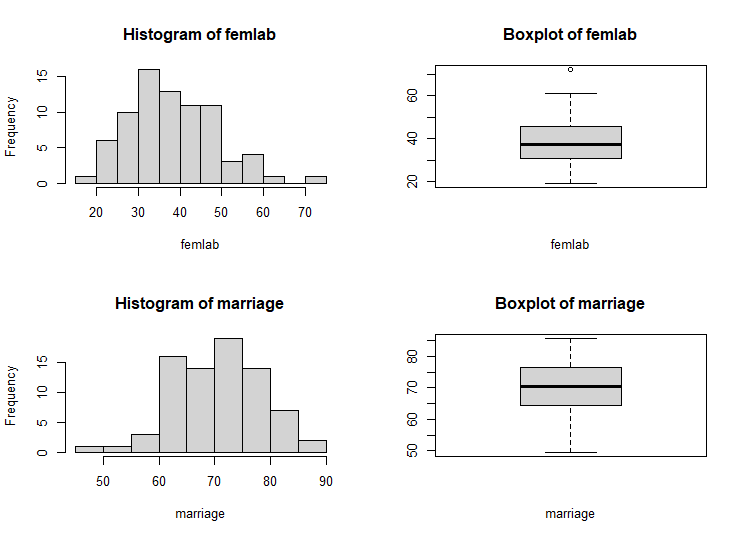 Histogram of femlab
Frequency
0 5 10 15
20 30 40 50 60 70
femlab
Boxplot of femlab
20 40 60
femlab
Histogram of marriage
Frequency
0 5 10 15
50 60 70 80 90
marriage
Boxplot of marriage
50 60 70 80
marriage